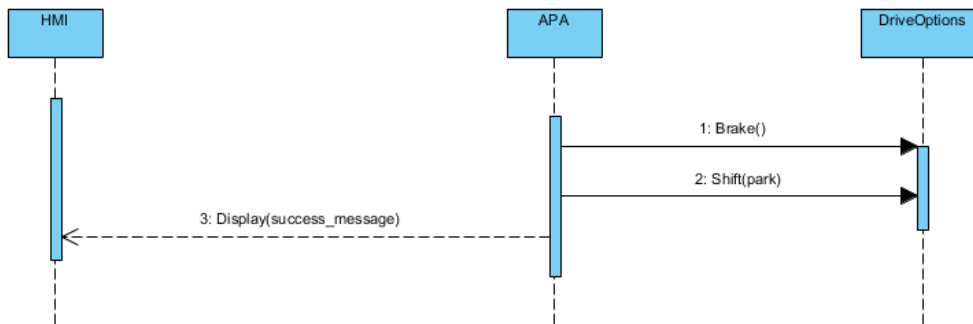 HMI
APA
DriveOptions
1: Brake()
2: Shift(park)
3: Display(success_message)